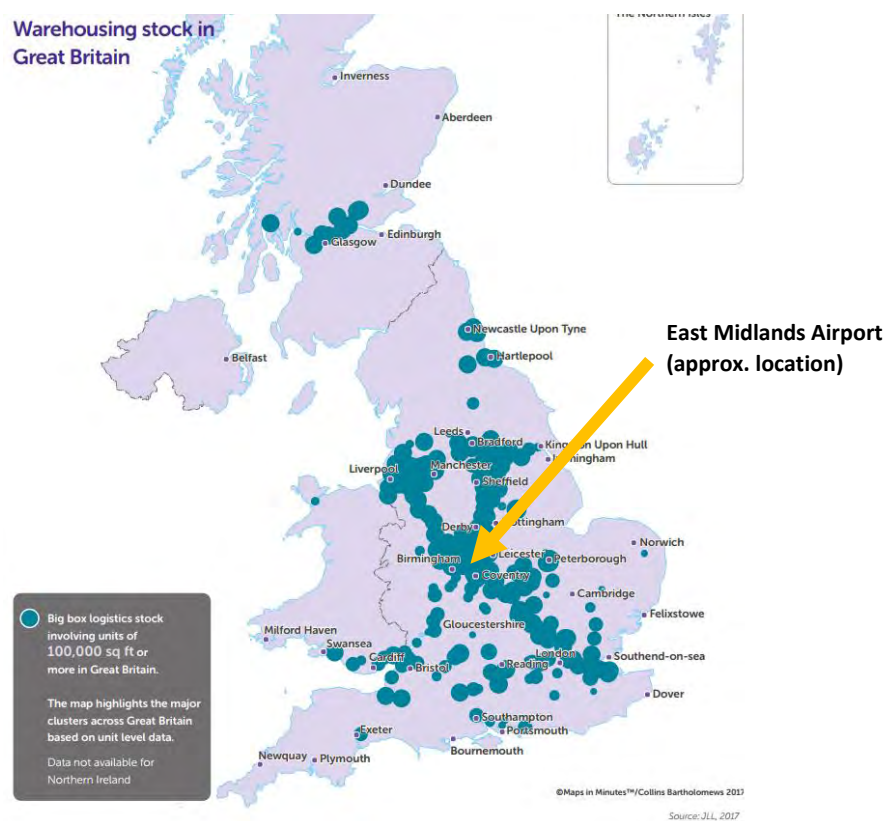 Warehousing stock in
Great Britain
The Northern Isles
Inverness
Aberdeen
Dundee
Edinburgh
Glasgow
Newcastle Upon Tyne
East Midlands Airport
(approx. location)
Belfast
Hartlepool
Leeds
Bradford
Kingston Upon Hull
Immingham
Liverpool
Manchester
Sheffield
Derby
Nottingham
Norwich
Birmingham
Leicester
Peterborough
Coventry
Cambridge
Felixstowe
Gloucestershire
Milford Haven
Swansea
Cardiff
Bristol
Reading
London
Southend-on-sea
Dover
Southampton
Portsmouth
Bournemouth
Exeter
Newquay
Plymouth
Big box logistics stock
involving units of
100,000 sq ft or
more in Great Britain.
The map highlights the major
clusters across Great Britain
based on unit level data.
Data not available for
Northern Ireland
©Maps in Minutes™/Collins Bartholomews 2017
Source: JLL, 2017